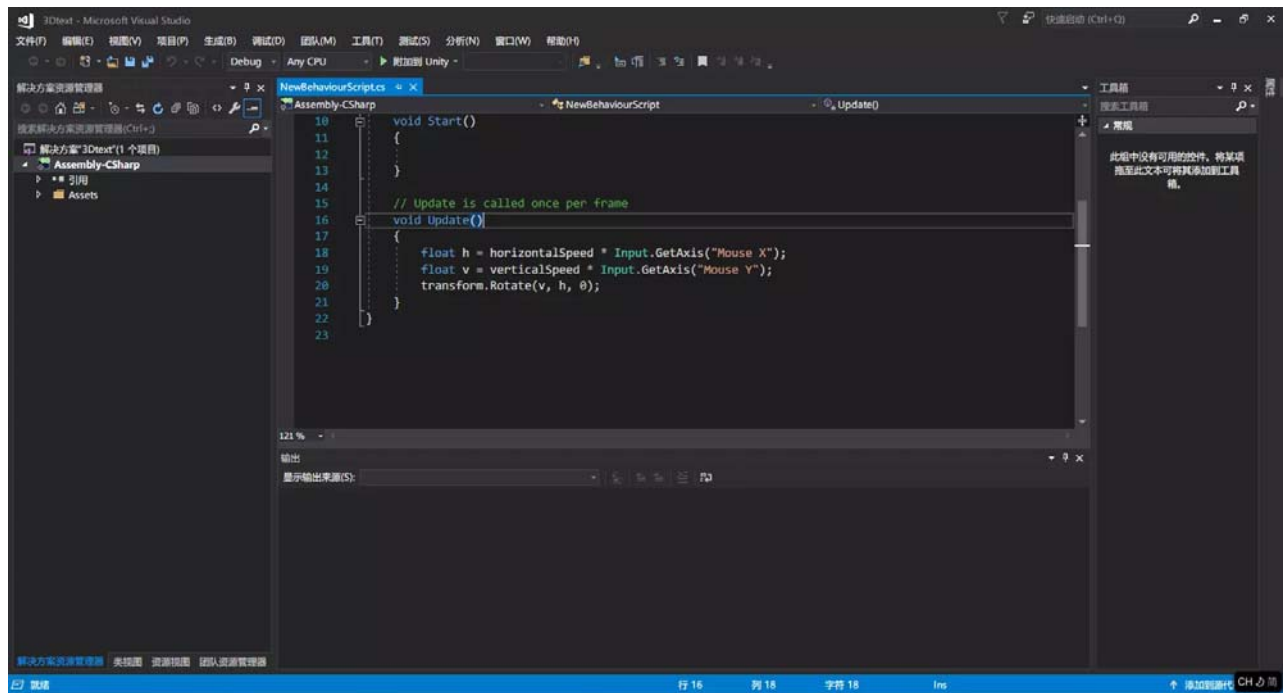 3Dtext - Microsoft Visual Studio
快速启动 (Ctrl+Q)
文件(F) 编辑(E) 视图(V) 项目(P) 生成(B) 调试(D) 团队(M) 工具(T) 测试(S) 分析(N) 窗口(W) 帮助(H)
Debug Any CPU 附加到 Unity
解决方案资源管理器
搜索解决方案资源管理器(Ctrl+;)
解决方案"3Dtext"(1 个项目)
Assembly-CSharp
引用
Assets
NewBehaviourScript.cs
Assembly-CSharp NewBehaviourScript Update()
10 void Start()
11 {
12
13 }
14
15 // Update is called once per frame
16 void Update()
17 {
18 float h = horizontalSpeed * Input.GetAxis("Mouse X");
19 float v = verticalSpeed * Input.GetAxis("Mouse Y");
20 transform.Rotate(v, h, 0);
21 }
22 }
23
121 %
输出
显示输出来源(S):
工具箱
搜索工具箱
常规
此组中没有可用的控件。将某项
拖至此文本可将其添加到工具
箱。
属性
解决方案资源管理器 类视图 资源视图 团队资源管理器
就绪 行 16 列 18 字符 18 Ins 添加到源代
CH 简